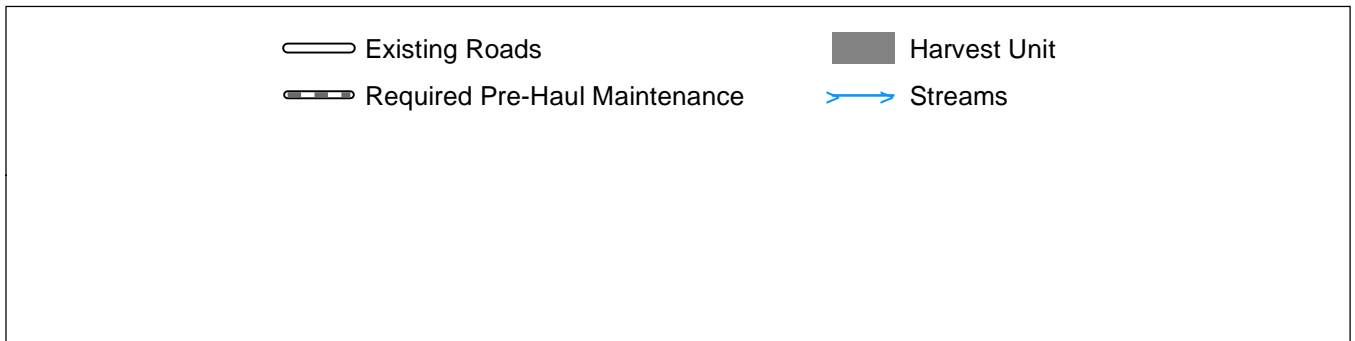 Existing Roads
Harvest Unit
Required Pre-Haul Maintenance
Streams